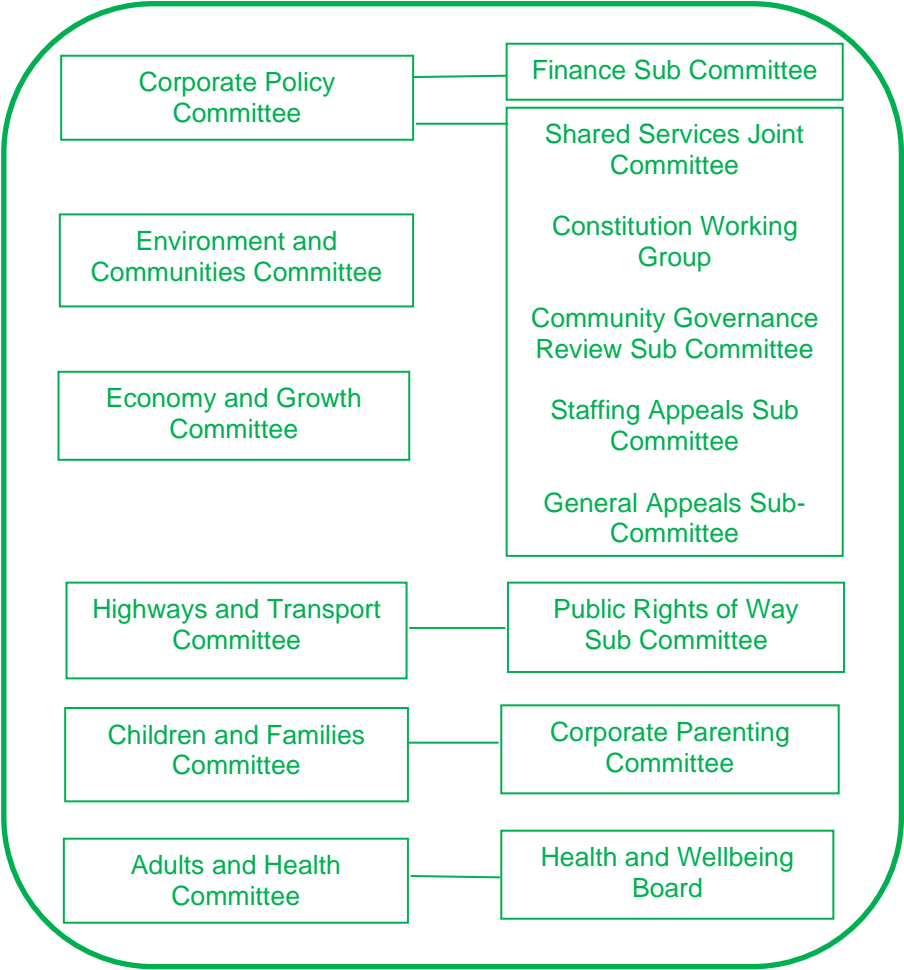 Corporate Policy
Committee
Finance Sub Committee
Shared Services Joint
Committee
Constitution Working
Group
Community Governance
Review Sub Committee
Staffing Appeals Sub
Committee
General Appeals Sub-
Committee
Environment and
Communities Committee
Economy and Growth
Committee
Highways and Transport
Committee
Public Rights of Way
Sub Committee
Children and Families
Committee
Corporate Parenting
Committee
Adults and Health
Committee
Health and Wellbeing
Board